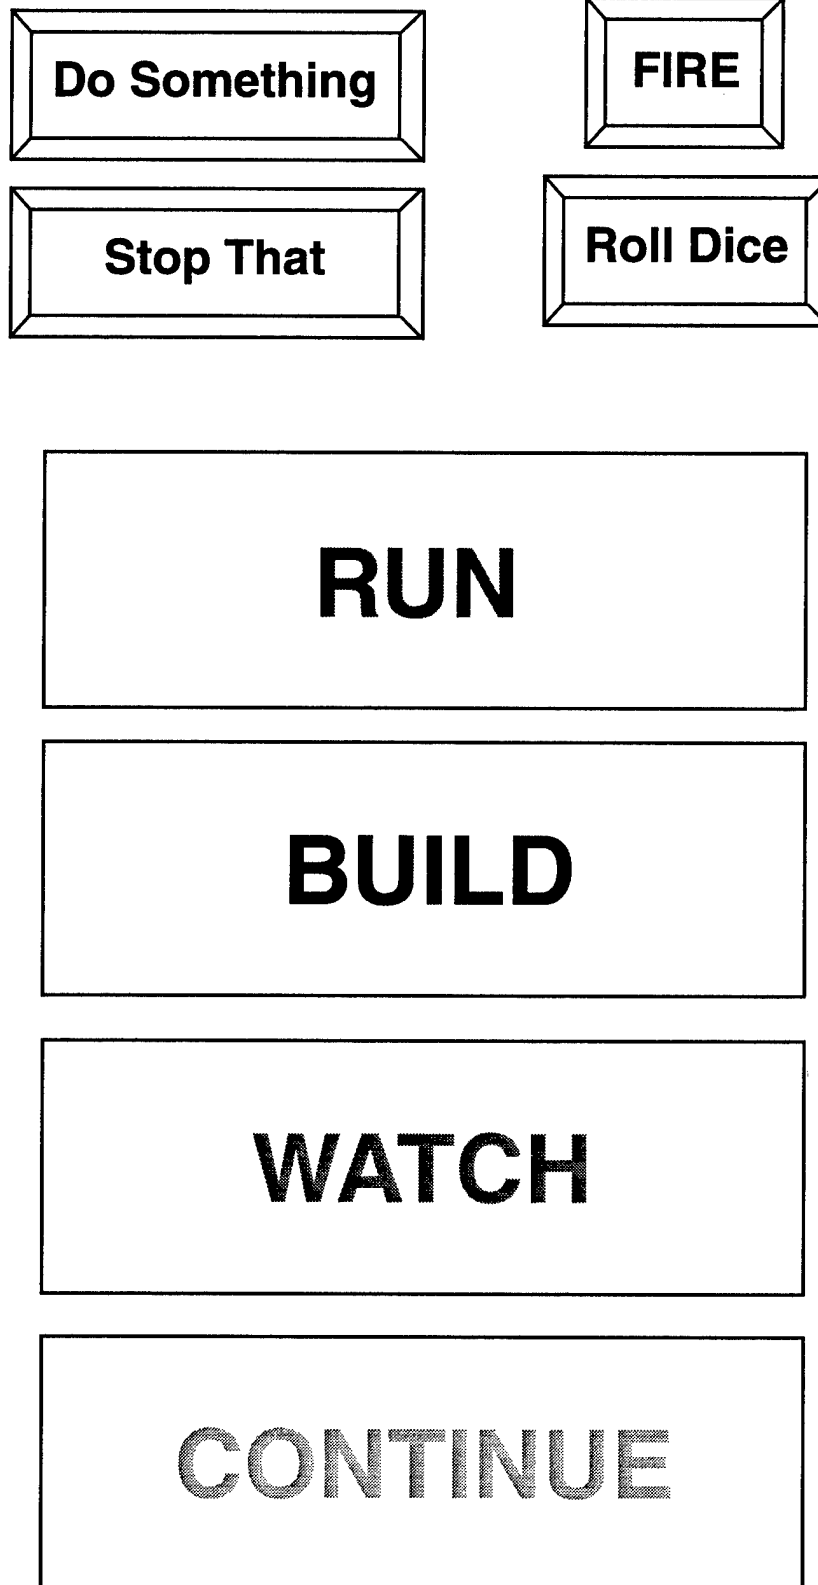 Do Something
FIRE
Stop That
Roll Dice
RUN
BUILD
WATCH
CONTINUE